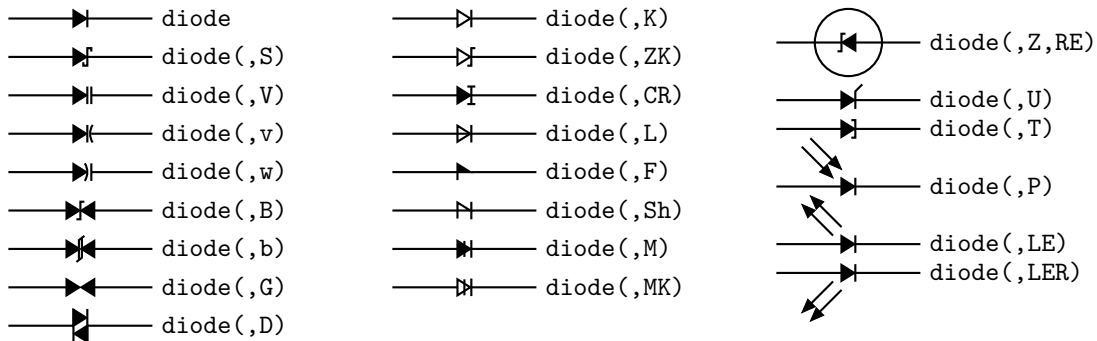 diode
diode(,S)
diode(,V)
diode(,v)
diode(,w)
diode(,B)
diode(,b)
diode(,G)
diode(,D)
diode(,K)
diode(,ZK)
diode(,CR)
diode(,L)
diode(,F)
diode(,Sh)
diode(,M)
diode(,MK)
diode(,Z,RE)
diode(,U)
diode(,T)
diode(,P)
diode(,LE)
diode(,LER)